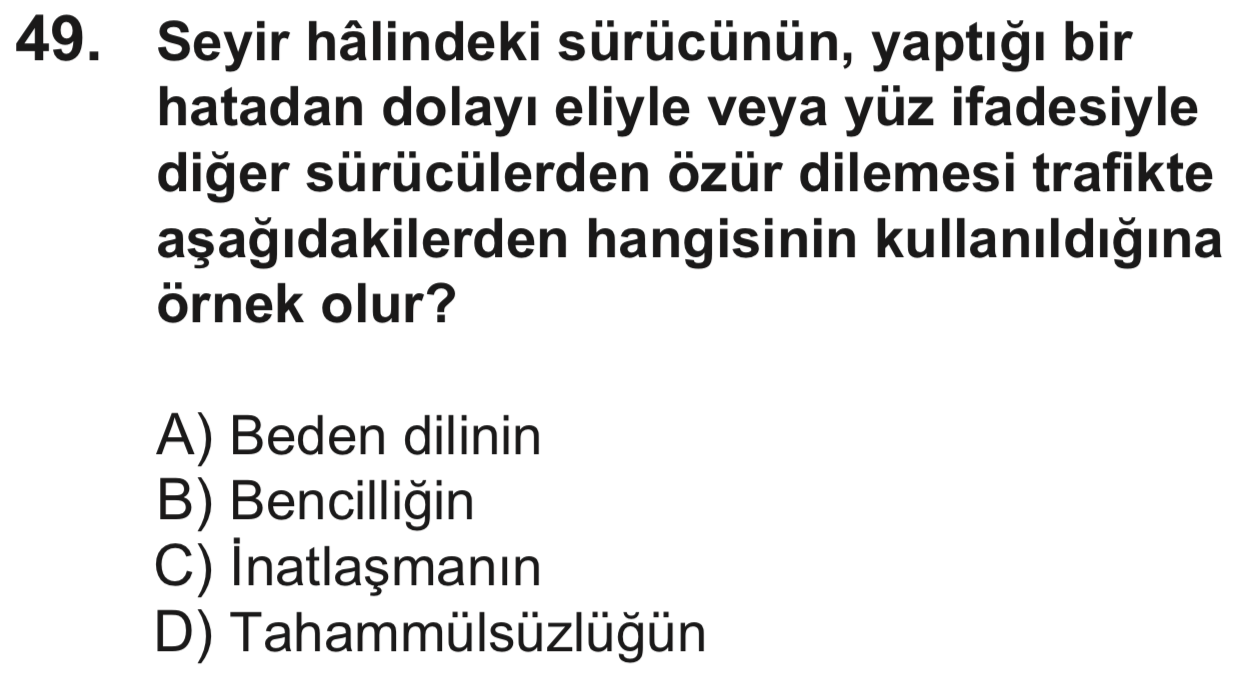 49. Seyir hâlindeki sürücünün, yaptığı bir
hatadan dolayı eliyle veya yüz ifadesiyle
diğer sürücülerden özür dilemesi trafikte
aşağıdakilerden hangisinin kullanıldığına
örnek olur?
A) Beden dilinin
B) Bencilliğin
C) İnatlaşmanın
D) Tahammülsüzlüğün